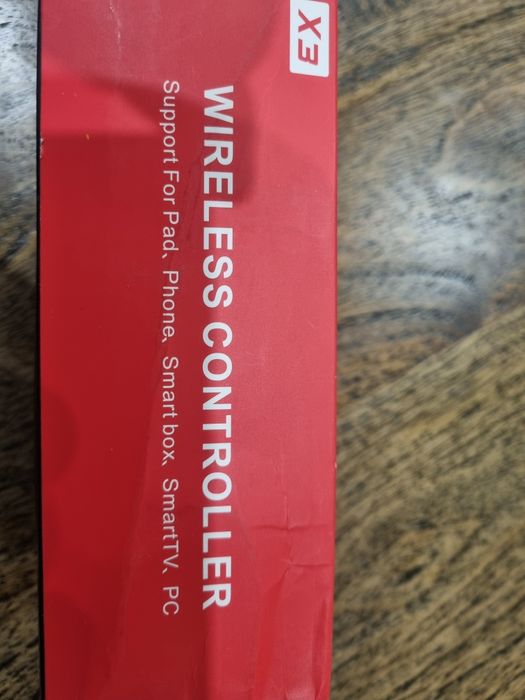 X3
WIRELESS CONTROLLER
Support For Pad、Phone、Smart box、SmartTV、PC